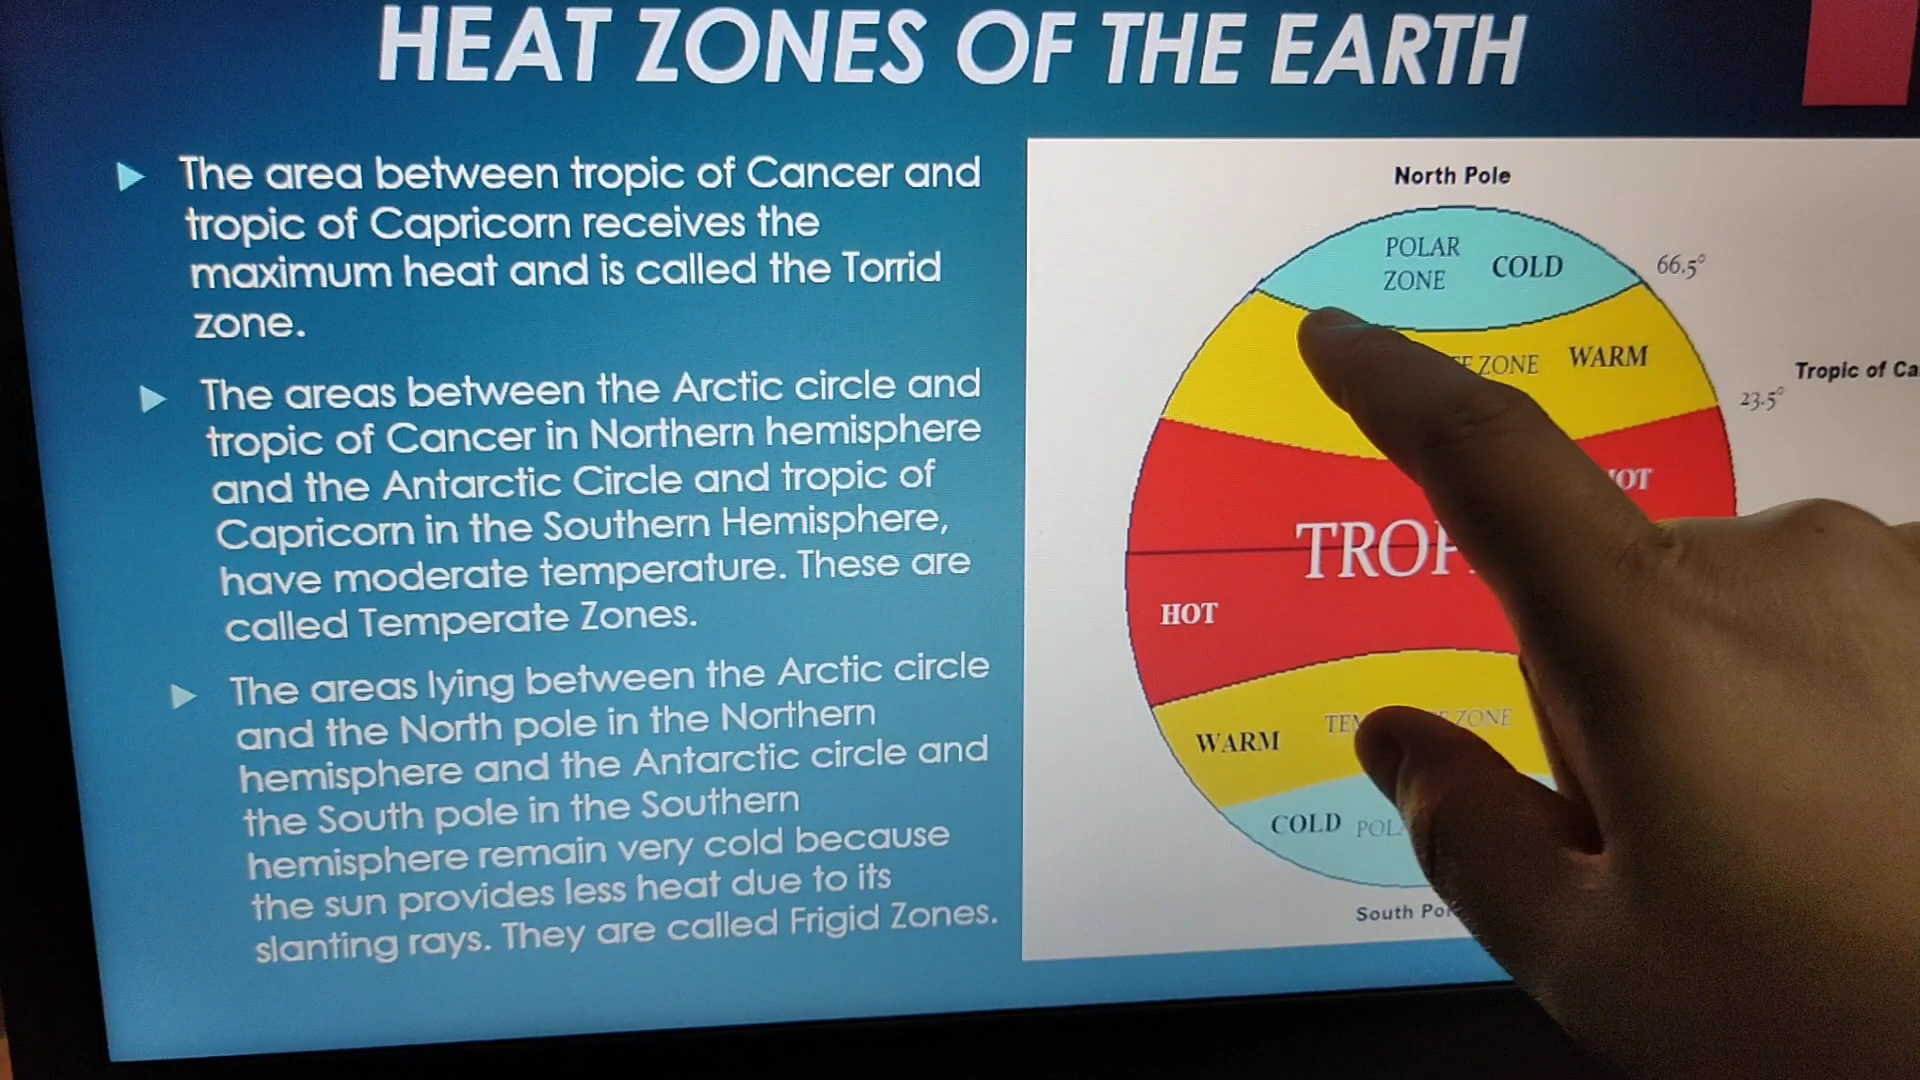 HEAT ZONES OF THE EARTH
The area between tropic of Cancer and
tropic of Capricorn receives the
maximum heat and is called the Torrid
zone.
The areas between the Arctic circle and
tropic of Cancer in Northern hemisphere
and the Antarctic Circle and tropic of
Capricorn in the Southern Hemisphere,
have moderate temperature. These are
called Temperate Zones.
The areas lying between the Arctic circle
and the North pole in the Northern
hemisphere and the Antarctic circle and
the South pole in the Southern
hemisphere remain very cold because
the sun provides less heat due to its
slanting rays. They are called Frigid Zones.
North Pole
POLAR
ZONE
COLD
66.5°
ZONE
WARM
Tropic of
23.5°
HOT
WARM
ZONE
COLD
South